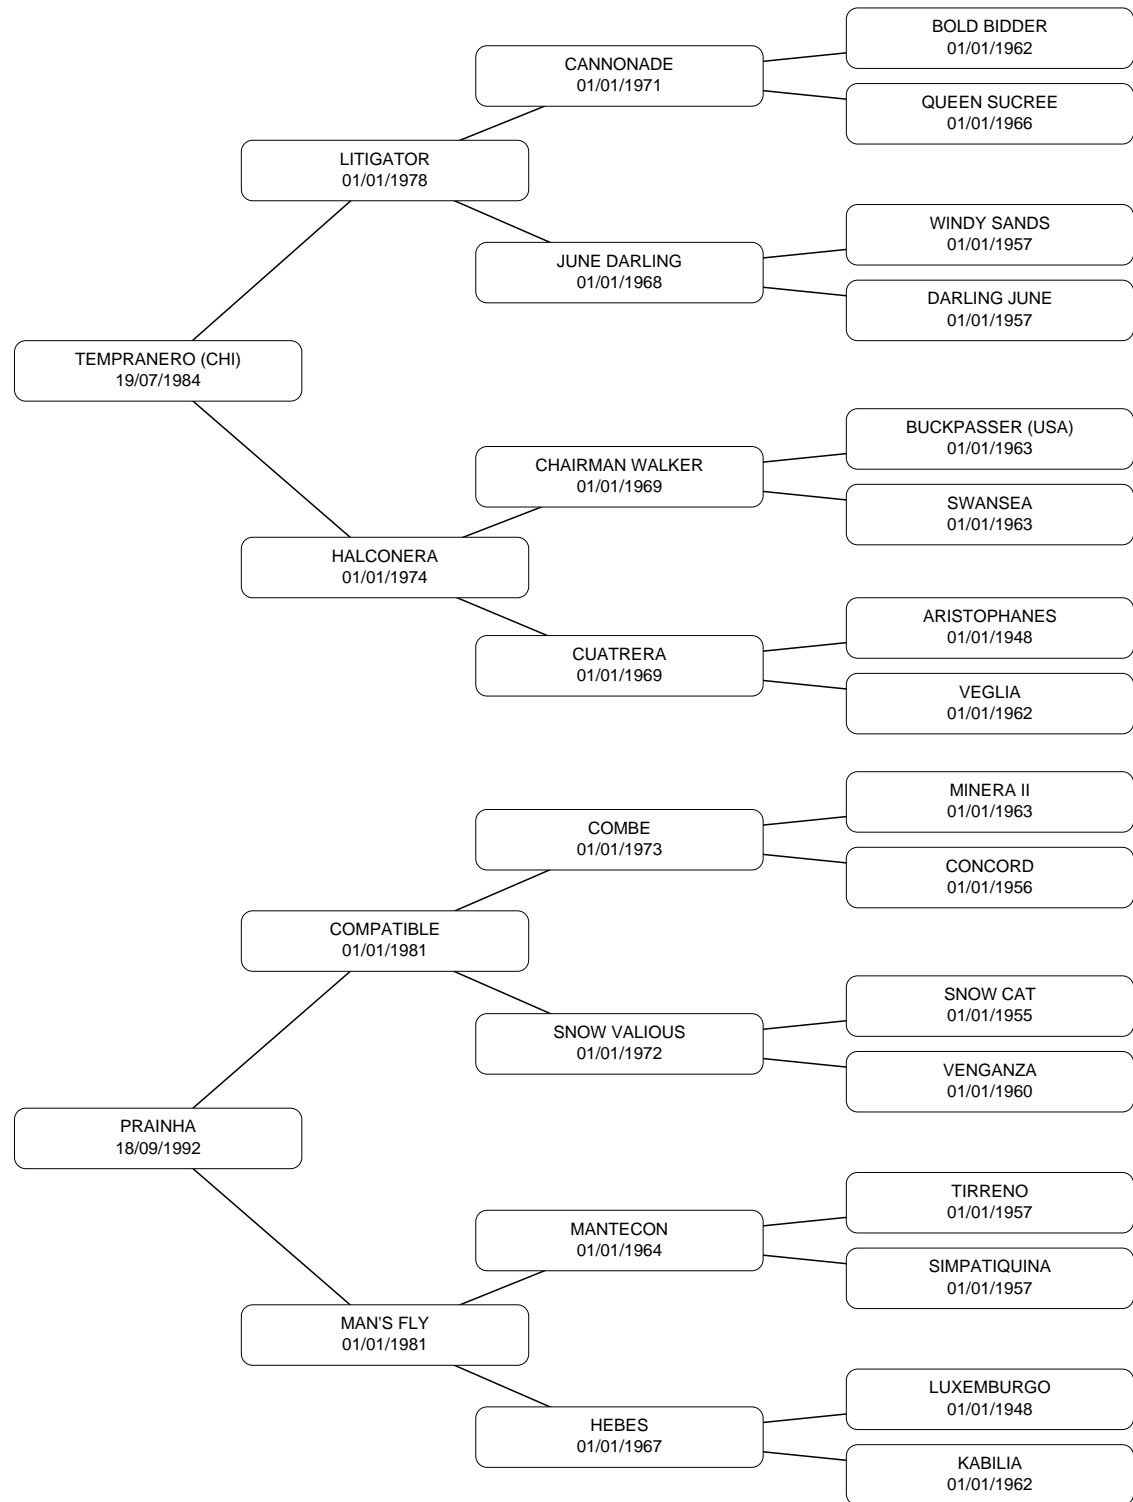 BOLD BIDDER
01/01/1962
CANNONADE
01/01/1971
QUEEN SUCREE
01/01/1966
LITIGATOR
01/01/1978
WINDY SANDS
01/01/1957
JUNE DARLING
01/01/1968
DARLING JUNE
01/01/1957
TEMPRANERO (CHI)
19/07/1984
BUCKPASSER (USA)
01/01/1963
CHAIRMAN WALKER
01/01/1969
SWANSEA
01/01/1963
HALCONERA
01/01/1974
ARISTOPHANES
01/01/1948
CUATRERA
01/01/1969
VEGLIA
01/01/1962
MINERA II
01/01/1963
COMBE
01/01/1973
CONCORD
01/01/1956
COMPATIBLE
01/01/1981
SNOW CAT
01/01/1955
SNOW VALIOUS
01/01/1972
VENGANZA
01/01/1960
PRAINHA
18/09/1992
TIRRENO
01/01/1957
MANTECON
01/01/1964
SIMPATIQUINA
01/01/1957
MAN'S FLY
01/01/1981
LUXEMBURGO
01/01/1948
HEBES
01/01/1967
KABILIA
01/01/1962